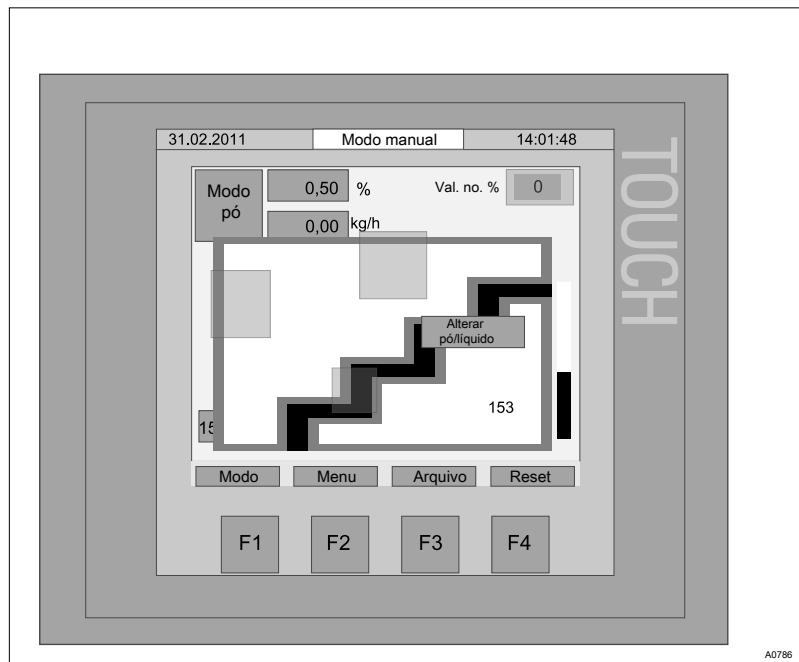 31.02.2011 Modo manual 14:01:48
Modo
pó
0,50 % Val. no. % 0
0,00 kg/h
Alterar
pó/líquido
153
15
Modo Menu Arquivo Reset
F1 F2 F3 F4
TOUCH
A0786